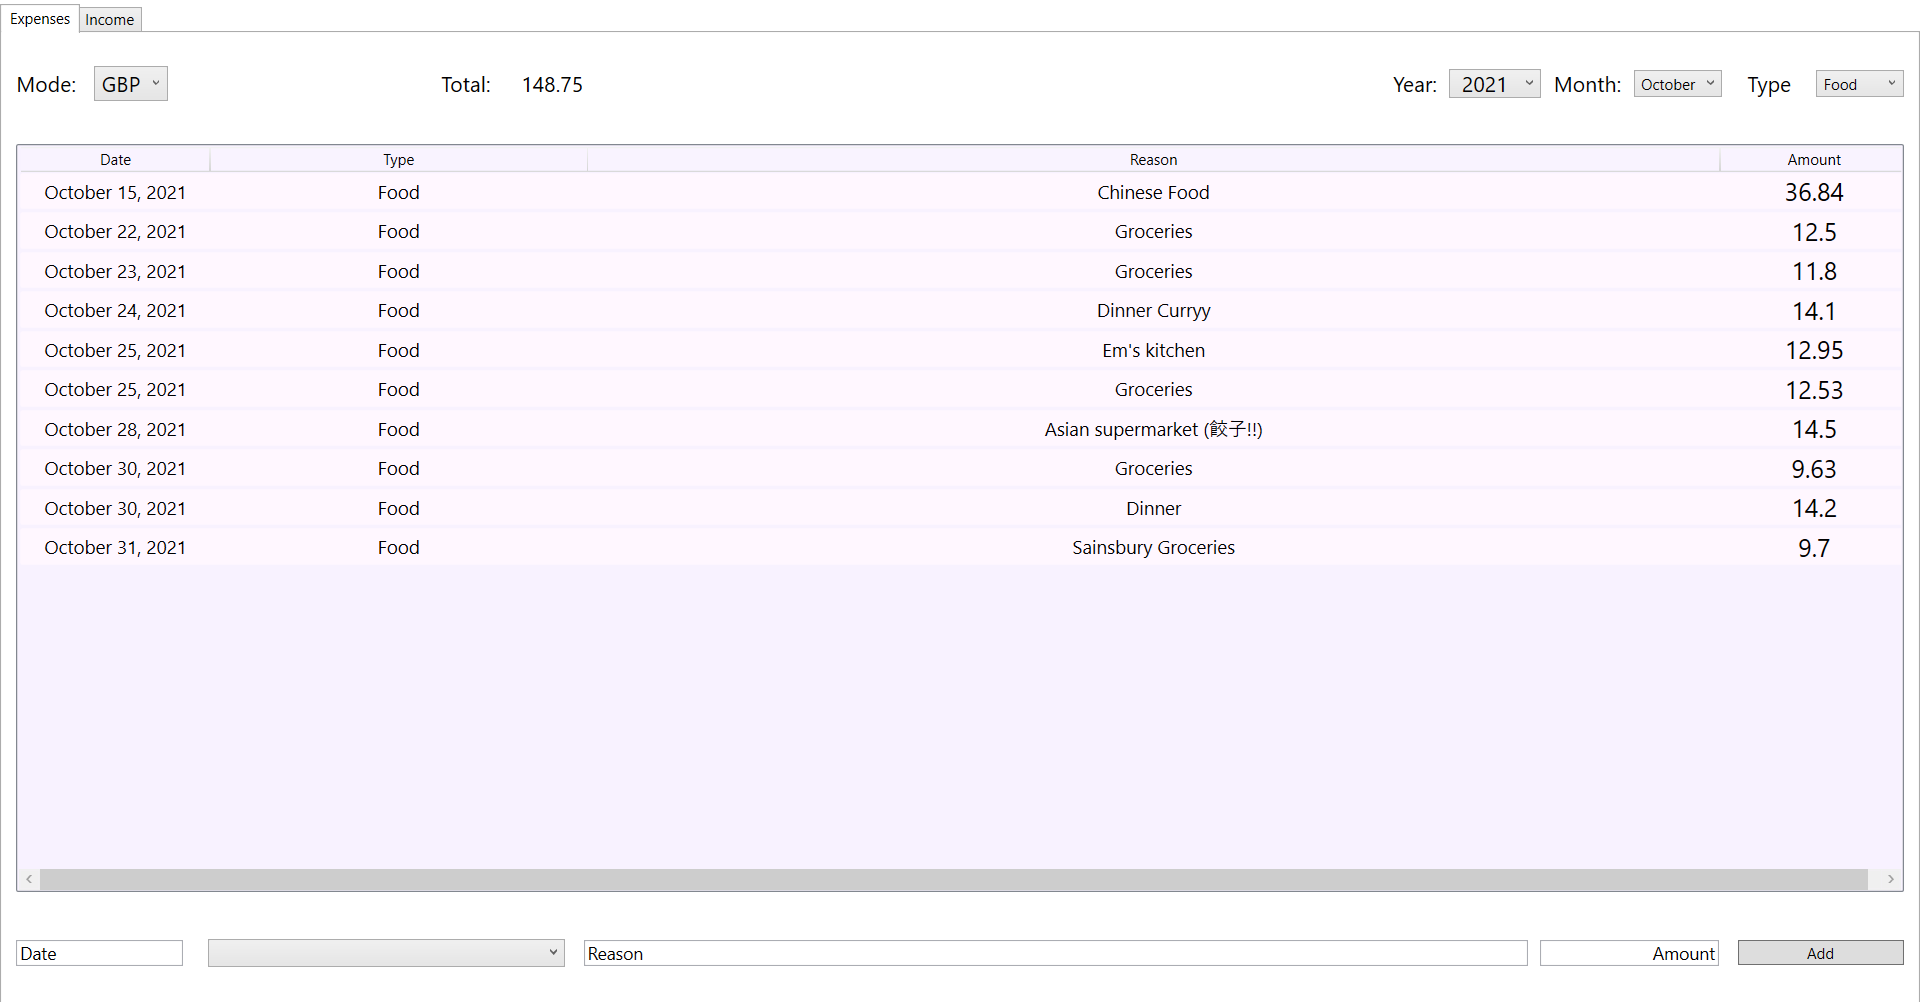 Expenses Income
Mode: GBP Total: 148.75 Year: 2021 Month: October Type Food
Date Type Reason Amount
October 15, 2021 Food Chinese Food 36.84
October 22, 2021 Food Groceries 12.5
October 23, 2021 Food Groceries 11.8
October 24, 2021 Food Dinner Curryy 14.1
October 25, 2021 Food Em's kitchen 12.95
October 25, 2021 Food Groceries 12.53
October 28, 2021 Food Asian supermarket (餃子!!) 14.5
October 30, 2021 Food Groceries 9.63
October 30, 2021 Food Dinner 14.2
October 31, 2021 Food Sainsbury Groceries 9.7
Date Reason Amount Add